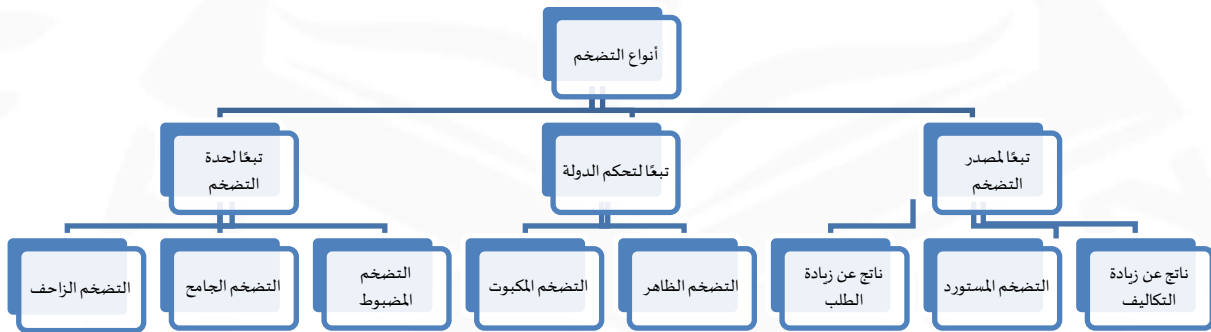 أنواع التضخم
تبعًا لمصدر
التضخم
تبعًا لتحكم الدولة
تبعًا لحدة
التضخم
ناتج عن زيادة
التكاليف
التضخم المستورد
ناتج عن زيادة
الطلب
التضخم الظاهر
التضخم المكبوت
التضخم
المضبوط
التضخم الجامح
التضخم الزاحف